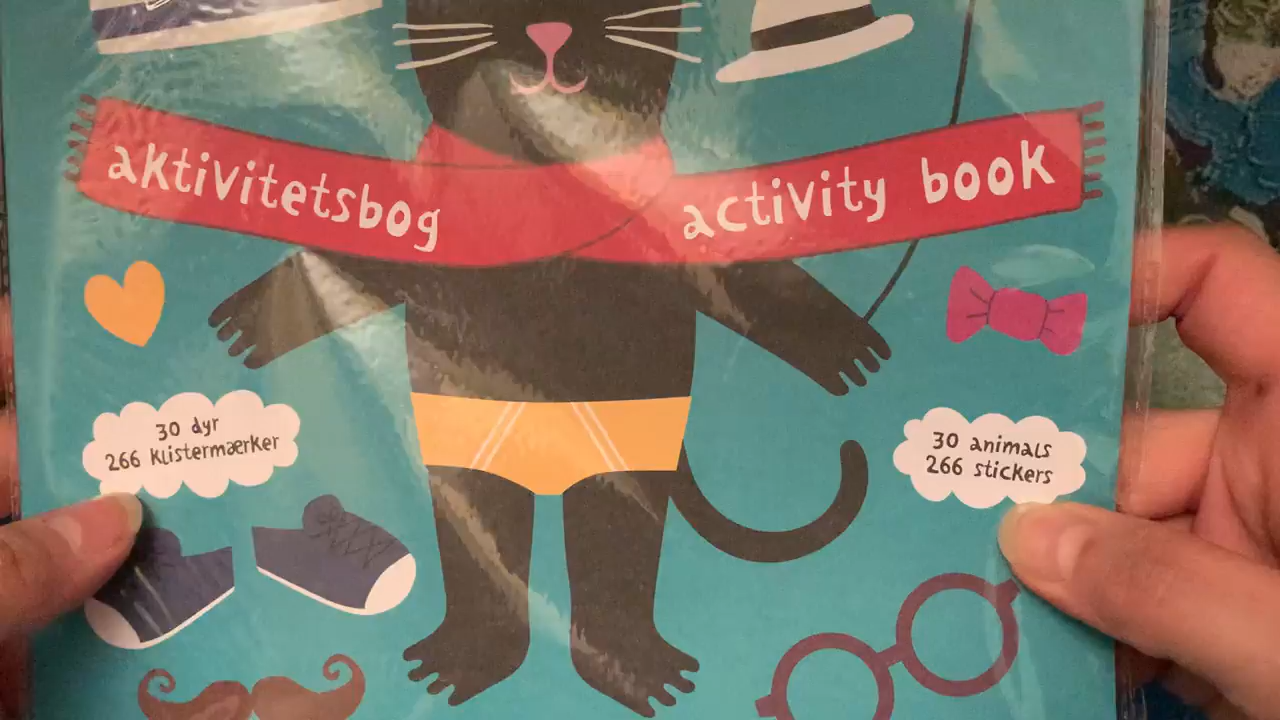 aktivitetsbog
activity book
30 dyr
266 klistermærker
30 animals
266 stickers